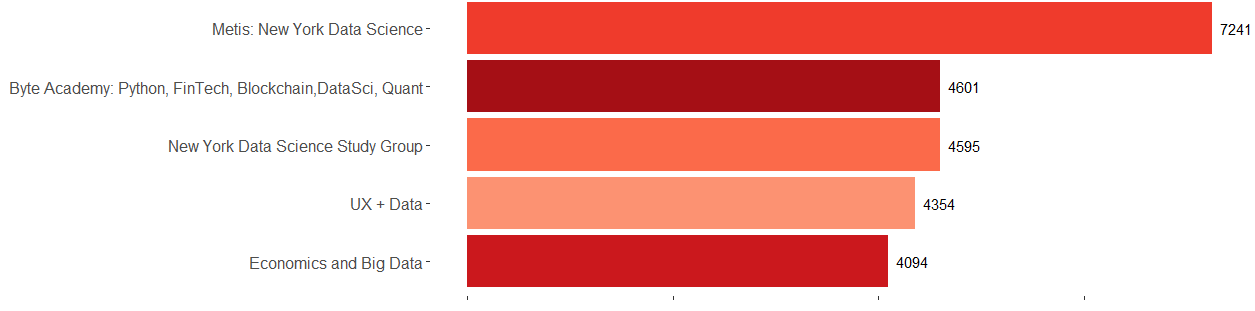 Metis: New York Data Science
7241
Byte Academy: Python, FinTech, Blockchain,DataSci, Quant
4601
New York Data Science Study Group
4595
UX + Data
4354
Economics and Big Data
4094